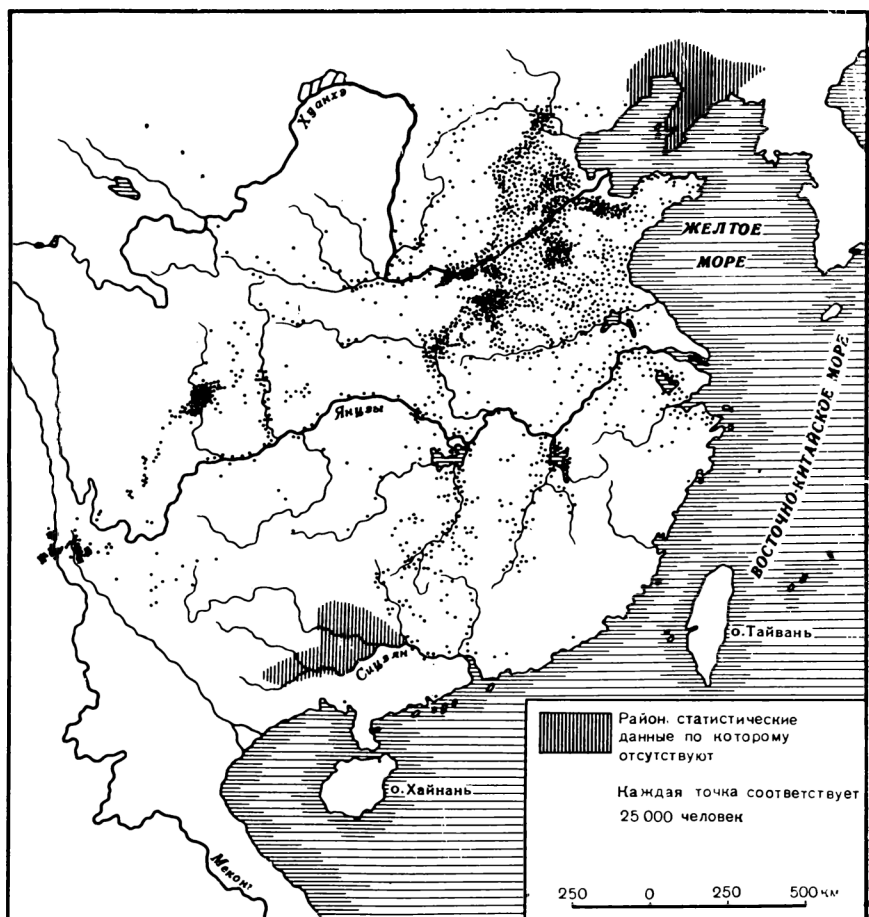 Хуанхэ
ЖЕЛТОЕ
МОРЕ
Янцзы
ВОСТОЧНО-КИТАЙСКОЕ МОРЕ
о.Тайвань
Сицзян
Район, статистические
данные по которому
отсутствуют
Каждая точка соответствует
25 000 человек
о.Хайнань
Меконг
250 0 250 500 км